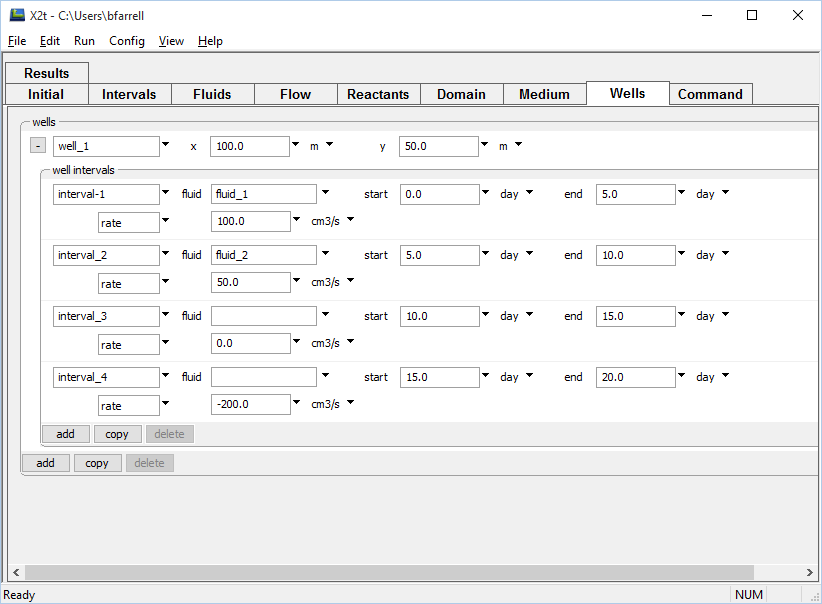 X2t - C:\Users\bfarrell
File Edit Run Config View Help
Results
Initial Intervals Fluids Flow Reactants Domain Medium Wells Command
wells
- well_1 x 100.0 m y 50.0 m
well intervals
interval-1 fluid fluid_1 start 0.0 day end 5.0 day
rate 100.0 cm3/s
interval_2 fluid fluid_2 start 5.0 day end 10.0 day
rate 50.0 cm3/s
interval_3 fluid start 10.0 day end 15.0 day
rate 0.0 cm3/s
interval_4 fluid start 15.0 day end 20.0 day
rate -200.0 cm3/s
add copy delete
add copy delete
Ready NUM